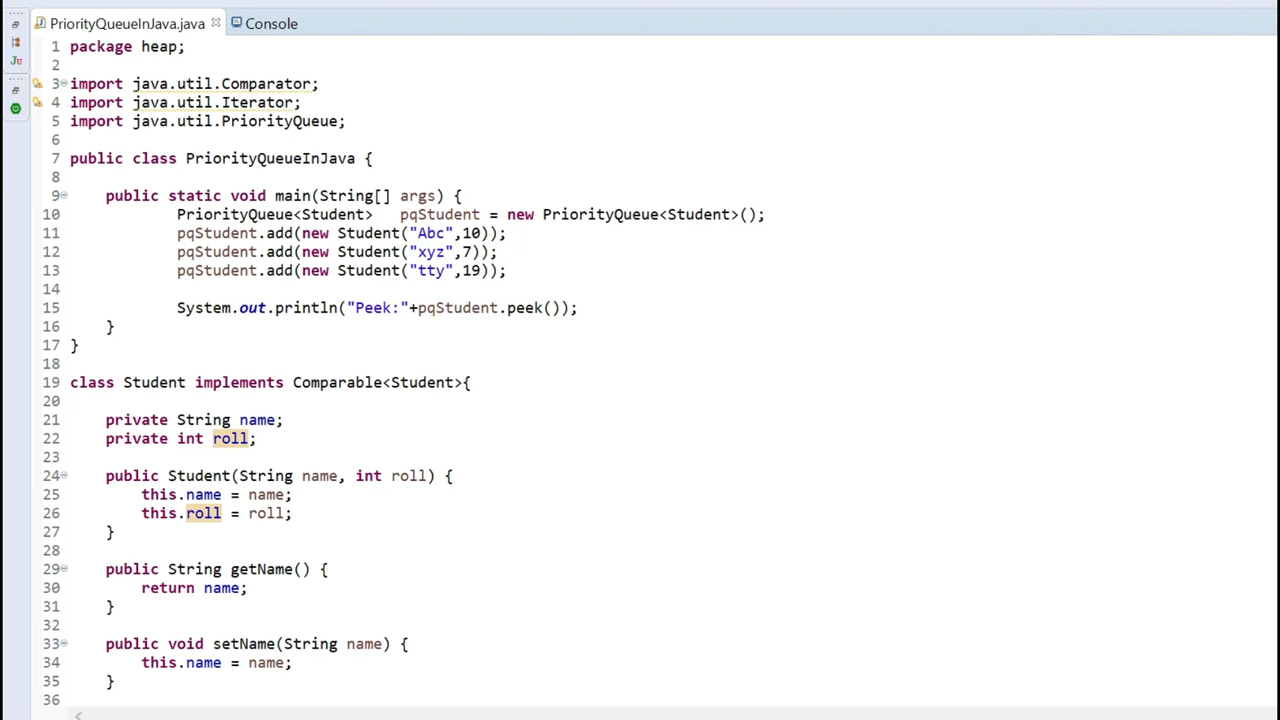 PriorityQueueInJava.java Console
1 package heap;
2
3 import java.util.Comparator;
4 import java.util.Iterator;
5 import java.util.PriorityQueue;
6
7 public class PriorityQueueInJava {
8
9 public static void main(String[] args) {
10 PriorityQueue<Student> pqStudent = new PriorityQueue<Student>();
11 pqStudent.add(new Student("Abc",10));
12 pqStudent.add(new Student("xyz",7));
13 pqStudent.add(new Student("tty",19));
14
15 System.out.println("Peek:"+pqStudent.peek());
16 }
17 }
18
19 class Student implements Comparable<Student>{
20
21 private String name;
22 private int roll;
23
24 public Student(String name, int roll) {
25 this.name = name;
26 this.roll = roll;
27 }
28
29 public String getName() {
30 return name;
31 }
32
33 public void setName(String name) {
34 this.name = name;
35 }
36